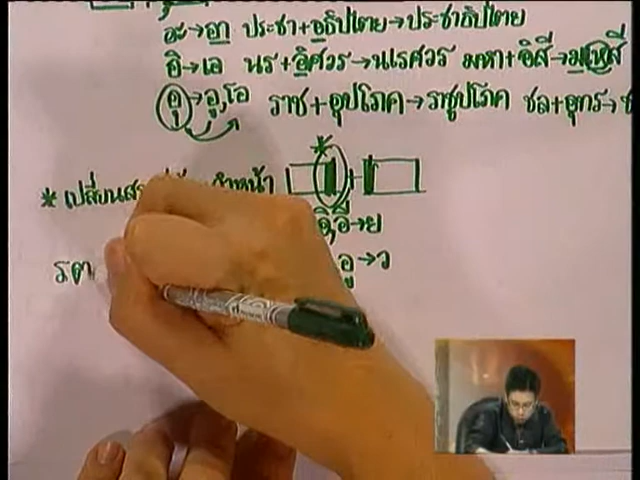 อะ→อา ประชา+อธิปไตย→ประชาธิปไตย
อิ→เอ นร+อิศวร→นเรศวร มหา+อิสี→มเหสี
อุ→อู,โอ ราช+อุปโภค→ราชูปโภค ชล+อุทร→ช
* เปลี่ยนสระ หน้า
*
อิ,อี→ย
อู→ว